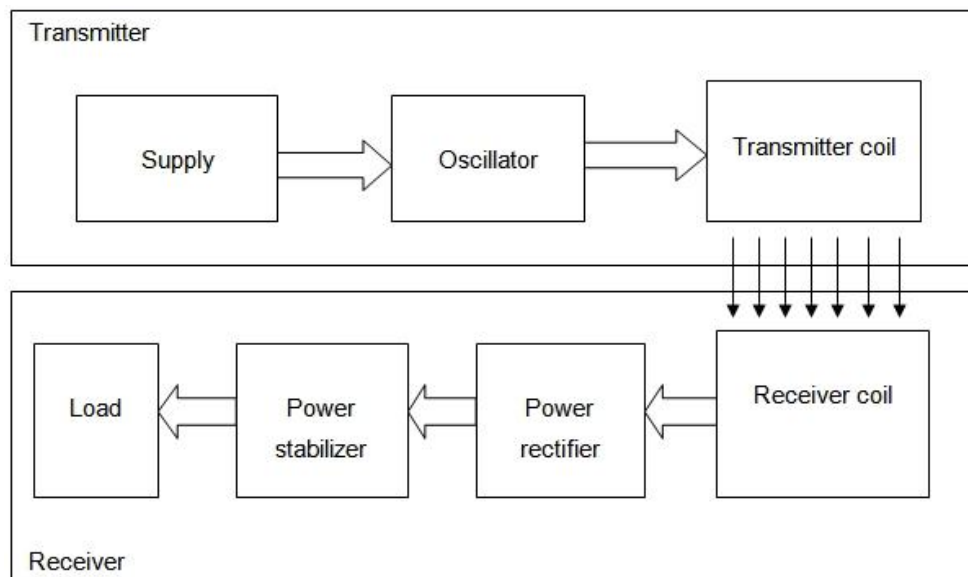 Transmitter
Supply
Oscillator
Transmitter coil
Load
Power
stabilizer
Power
rectifier
Receiver coil
Receiver